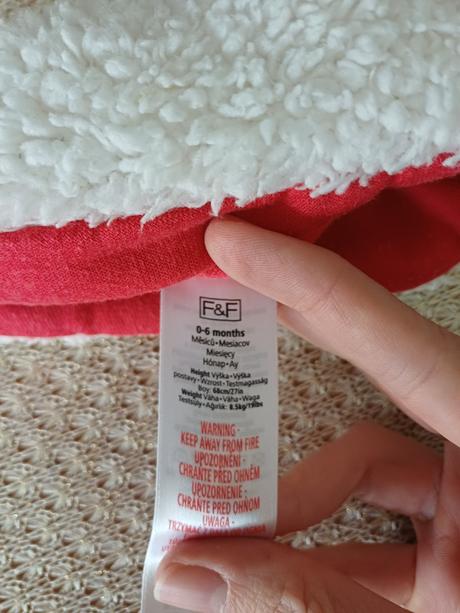 F&F
0-6 months
Měsíců • Mesiacov
Miesięcy
Hónap • Ay
Height Výška • Výška
postavy • Wzrost • Testmagasság
Boy: 68cm/27in
Weight Váha • Váha • Waga
Testsúly • Ağırlık: 8.5kg/19lbs
WARNING -
KEEP AWAY FROM FIRE
UPOZORNĚNÍ -
CHRAŇTE PŘED OHNĚM
UPOZORNENIE -
CHRÁŇTE PRED OHŇOM
UWAGA -
TRZYMAĆ Z DALA